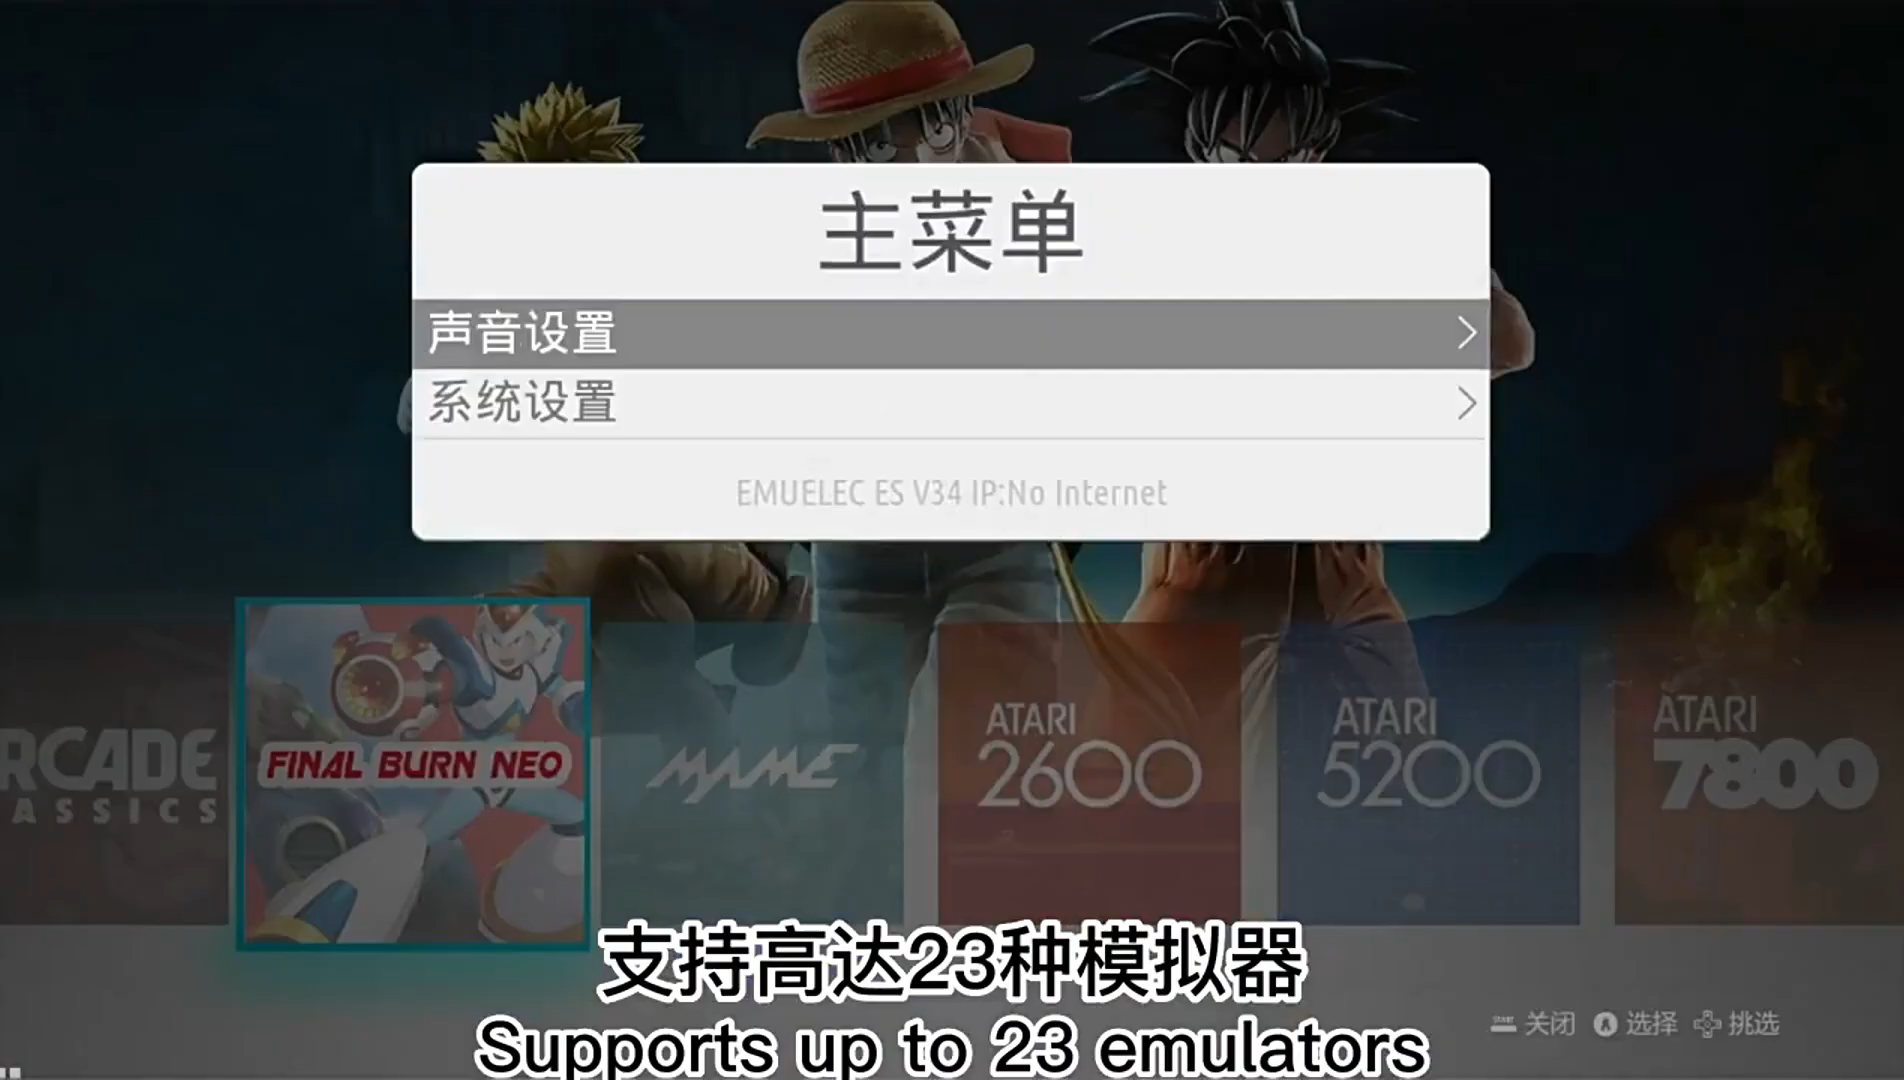 主菜单
声音设置
系统设置
EMUELEC ES V34 IP:No Internet
RCADE
ASSICS
FINAL BURN NEO
MAME
ATARI
2600
ATARI
5200
ATARI
7800
支持高达23种模拟器
Supports up to 23 emulators
START 关闭 A 选择 挑选